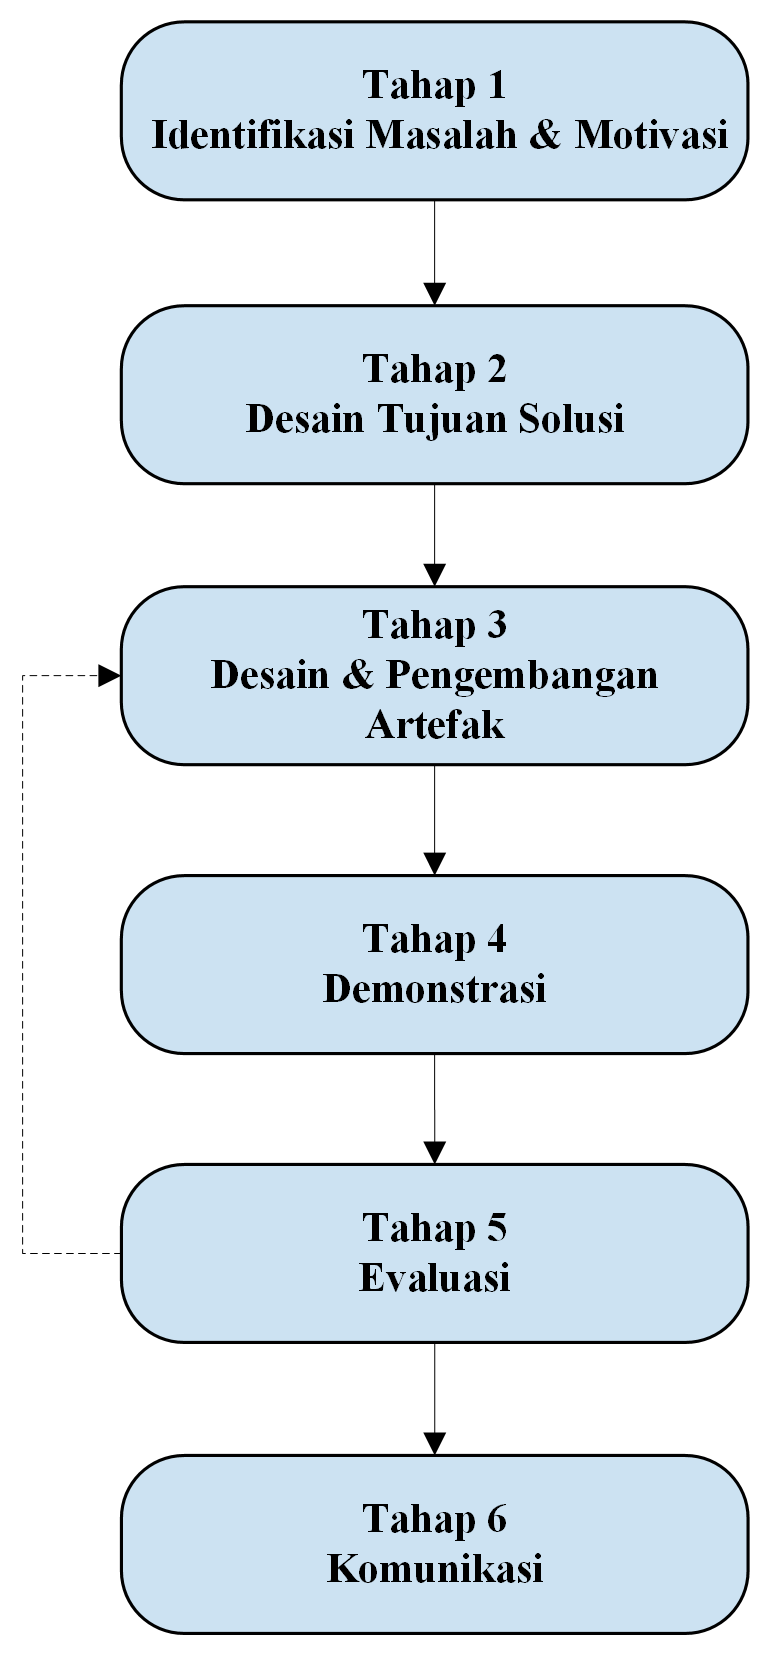 Tahap 1
Identifikasi Masalah & Motivasi
Tahap 2
Desain Tujuan Solusi
Tahap 3
Desain & Pengembangan
Artefak
Tahap 4
Demonstrasi
Tahap 5
Evaluasi
Tahap 6
Komunikasi